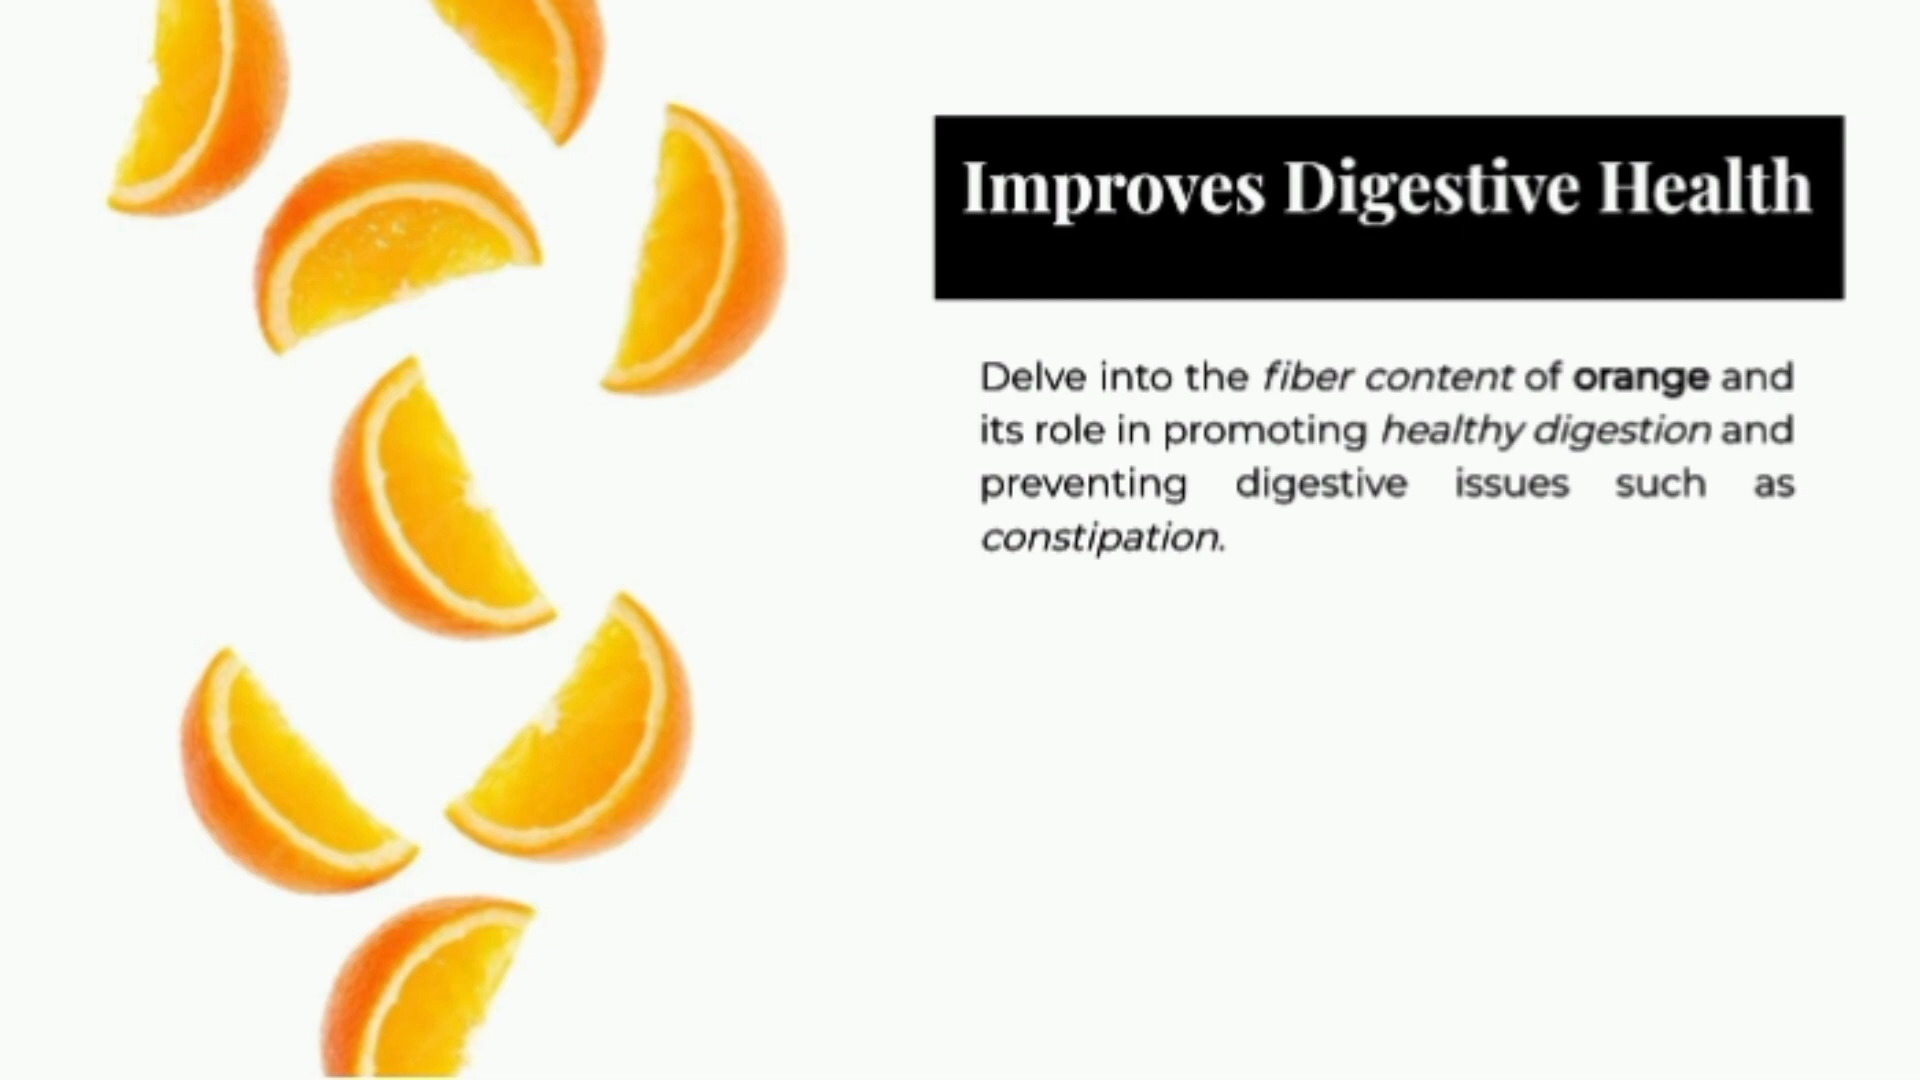 Improves Digestive Health
Delve into the fiber content of orange and
its role in promoting healthy digestion and
preventing digestive issues such as
constipation.